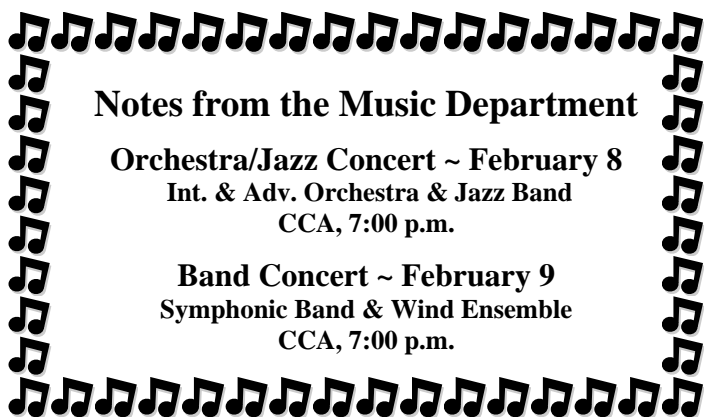 Notes from the Music Department
Orchestra/Jazz Concert ~ February 8
Int. & Adv. Orchestra & Jazz Band
CCA, 7:00 p.m.
Band Concert ~ February 9
Symphonic Band & Wind Ensemble
CCA, 7:00 p.m.